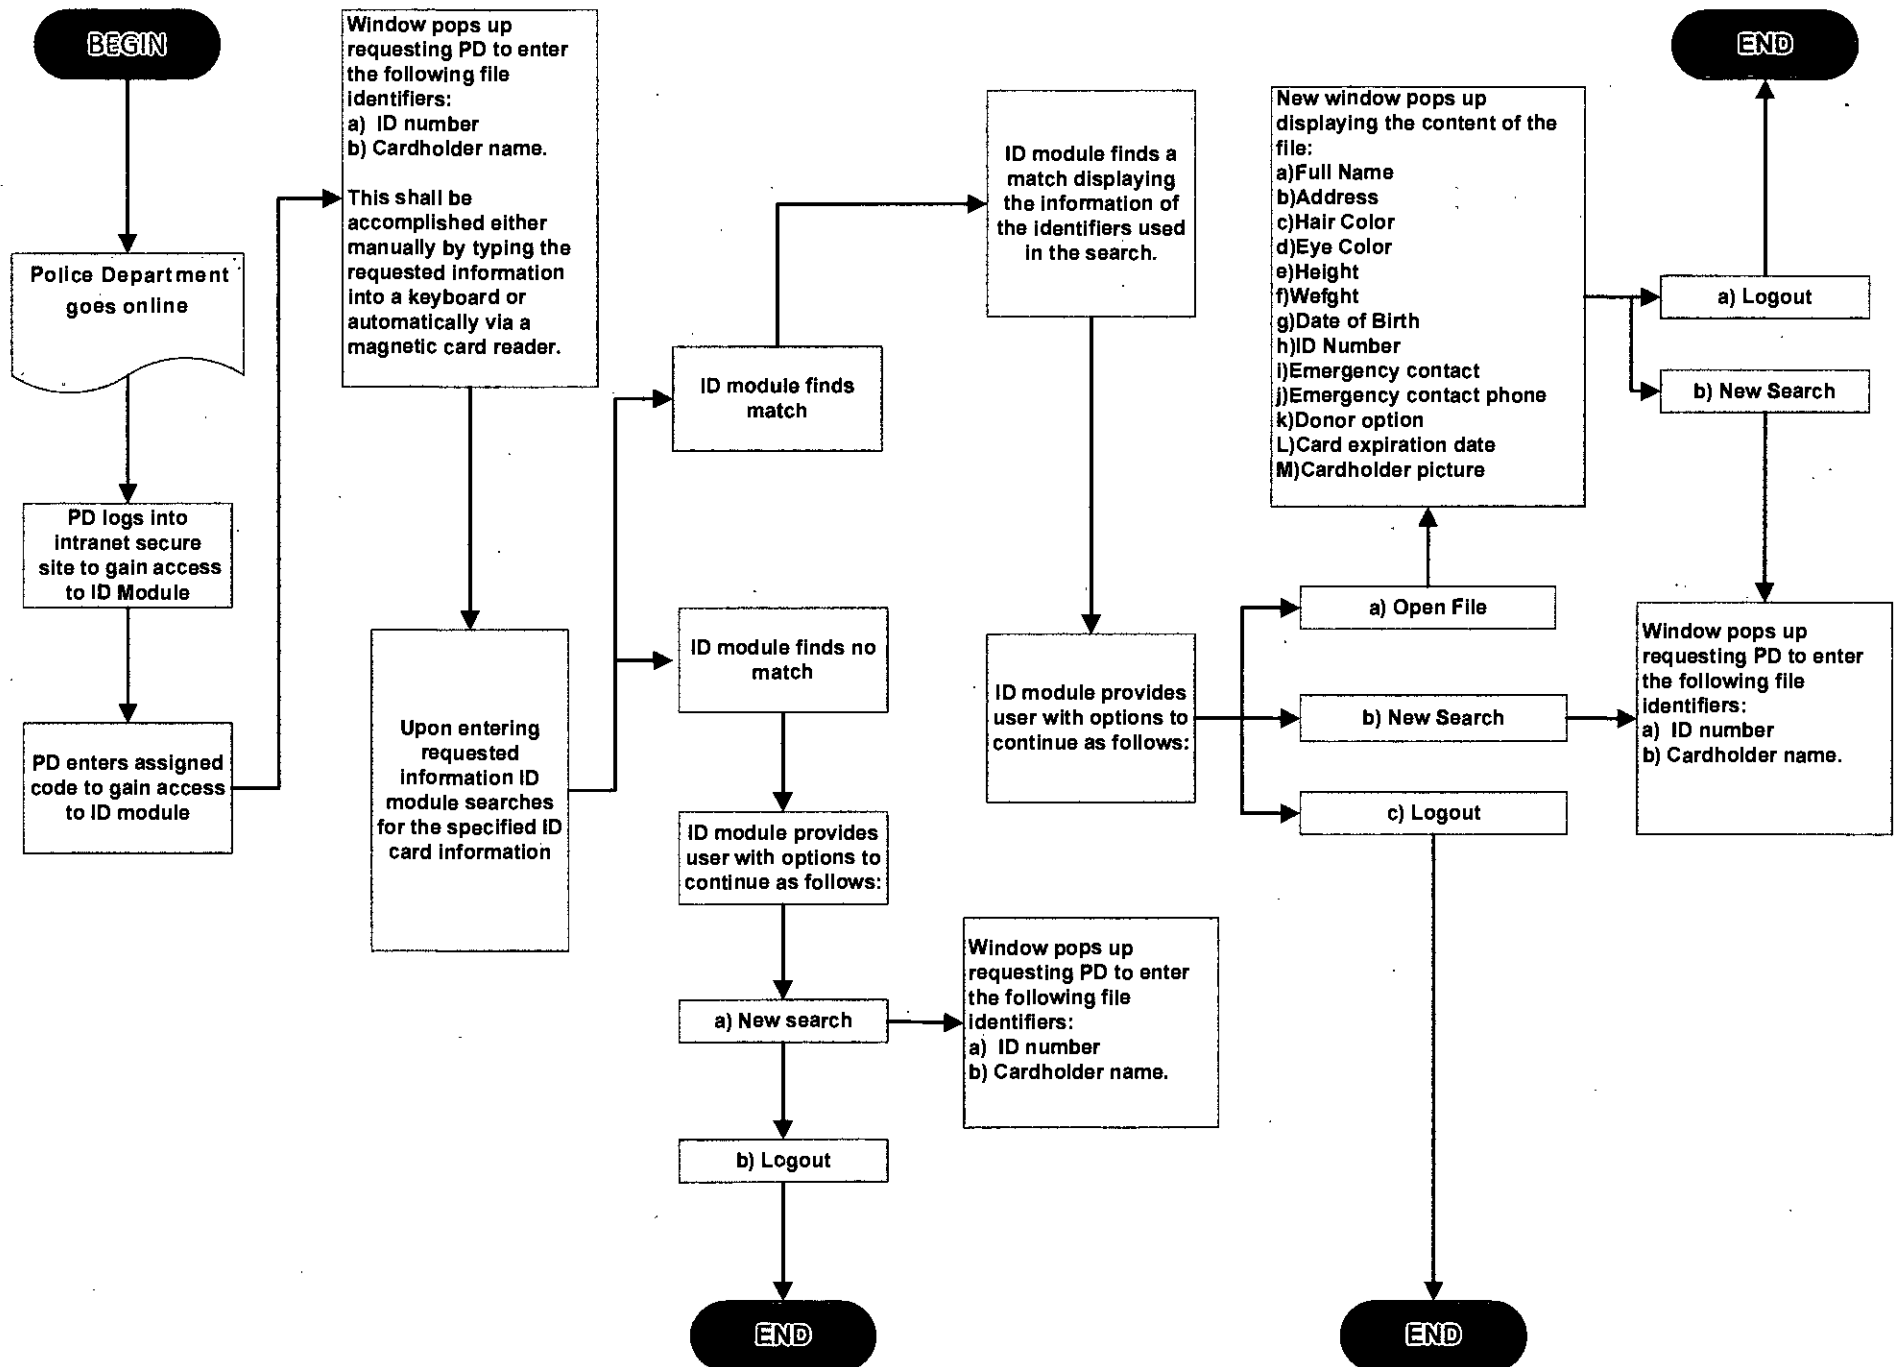 BEGIN
Police Department
goes online
PD logs into
intranet secure
site to gain access
to ID Module
PD enters assigned
code to gain access
to ID module
Window pops up
requesting PD to enter
the following file
identifiers:
a) ID number
b) Cardholder name.
This shall be
accomplished either
manually by typing the
requested information
into a keyboard or
automatically via a
magnetic card reader.
Upon entering
requested
information ID
module searches
for the specified ID
card information
ID module finds
match
ID module finds no
match
ID module provides
user with options to
continue as follows:
a) New search
Window pops up
requesting PD to enter
the following file
identifiers:
a) ID number
b) Cardholder name.
b) Logout
END
ID module finds a
match displaying
the information of
the identifiers used
in the search.
ID module provides
user with options to
continue as follows:
a) Open File
b) New Search
c) Logout
END
New window pops up
displaying the content of the
file:
a)Full Name
b)Address
c)Hair Color
d)Eye Color
e)Height
f)Wefght
g)Date of Birth
h)ID Number
i)Emergency contact
j)Emergency contact phone
k)Donor option
L)Card expiration date
M)Cardholder picture
a) Logout
END
b) New Search
Window pops up
requesting PD to enter
the following file
identifiers:
a) ID number
b) Cardholder name.